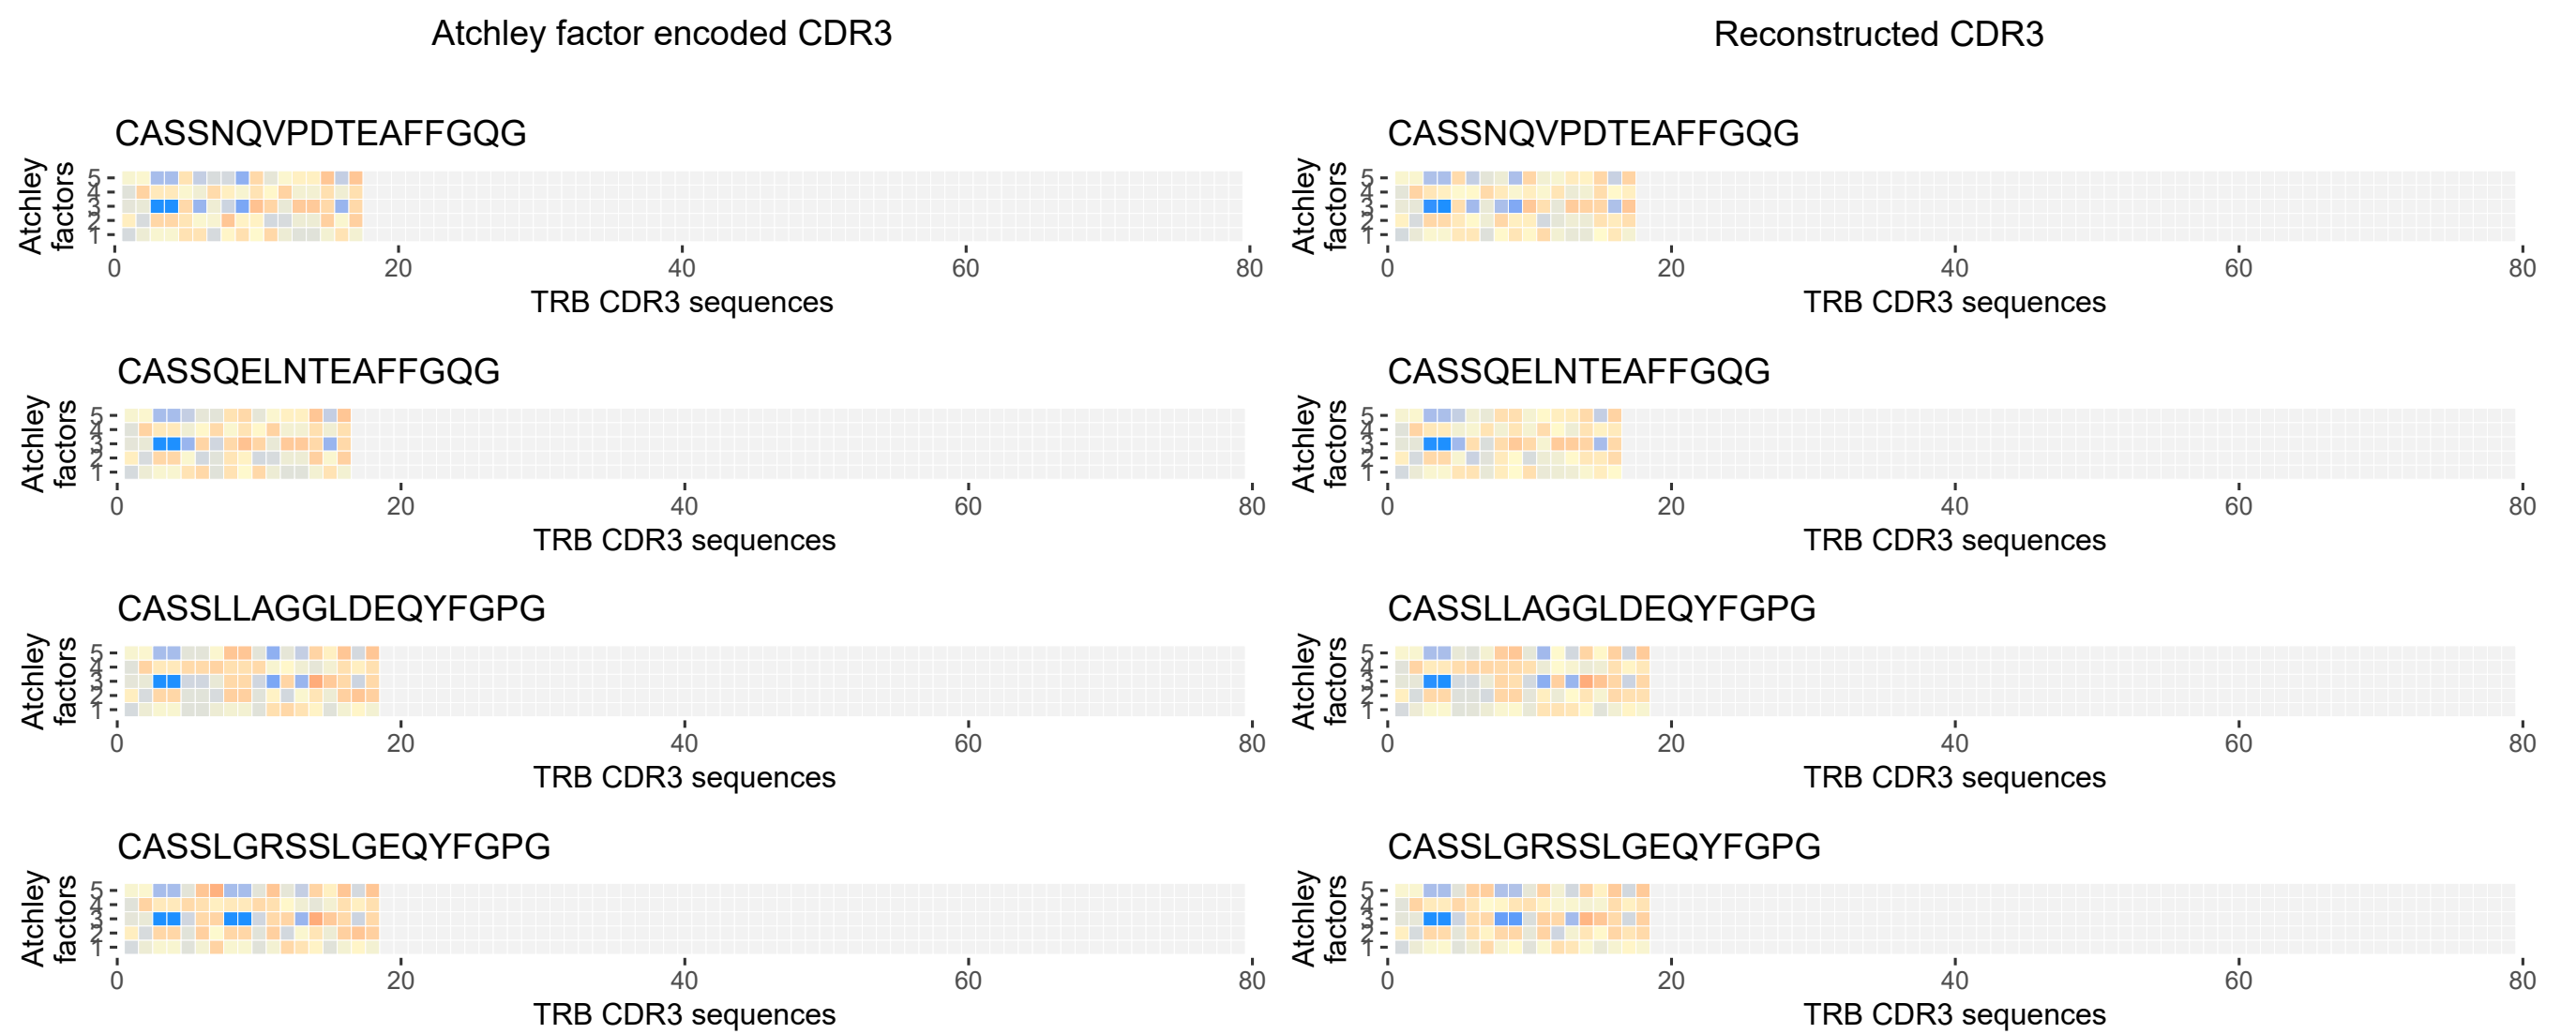 Atchley factor encoded CDR3
Reconstructed CDR3
CASSNQVPDTEAFFGQG
Atchley
factors
5
4
3
2
1
0 20 40 60 80
TRB CDR3 sequences
CASSNQVPDTEAFFGQG
Atchley
factors
5
4
3
2
1
0 20 40 60 80
TRB CDR3 sequences
CASSQELNTEAFFGQG
Atchley
factors
5
4
3
2
1
0 20 40 60 80
TRB CDR3 sequences
CASSQELNTEAFFGQG
Atchley
factors
5
4
3
2
1
0 20 40 60 80
TRB CDR3 sequences
CASSLLAGGLDEQYFGPG
Atchley
factors
5
4
3
2
1
0 20 40 60 80
TRB CDR3 sequences
CASSLLAGGLDEQYFGPG
Atchley
factors
5
4
3
2
1
0 20 40 60 80
TRB CDR3 sequences
CASSLGRSSLGEQYFGPG
Atchley
factors
5
4
3
2
1
0 20 40 60 80
TRB CDR3 sequences
CASSLGRSSLGEQYFGPG
Atchley
factors
5
4
3
2
1
0 20 40 60 80
TRB CDR3 sequences